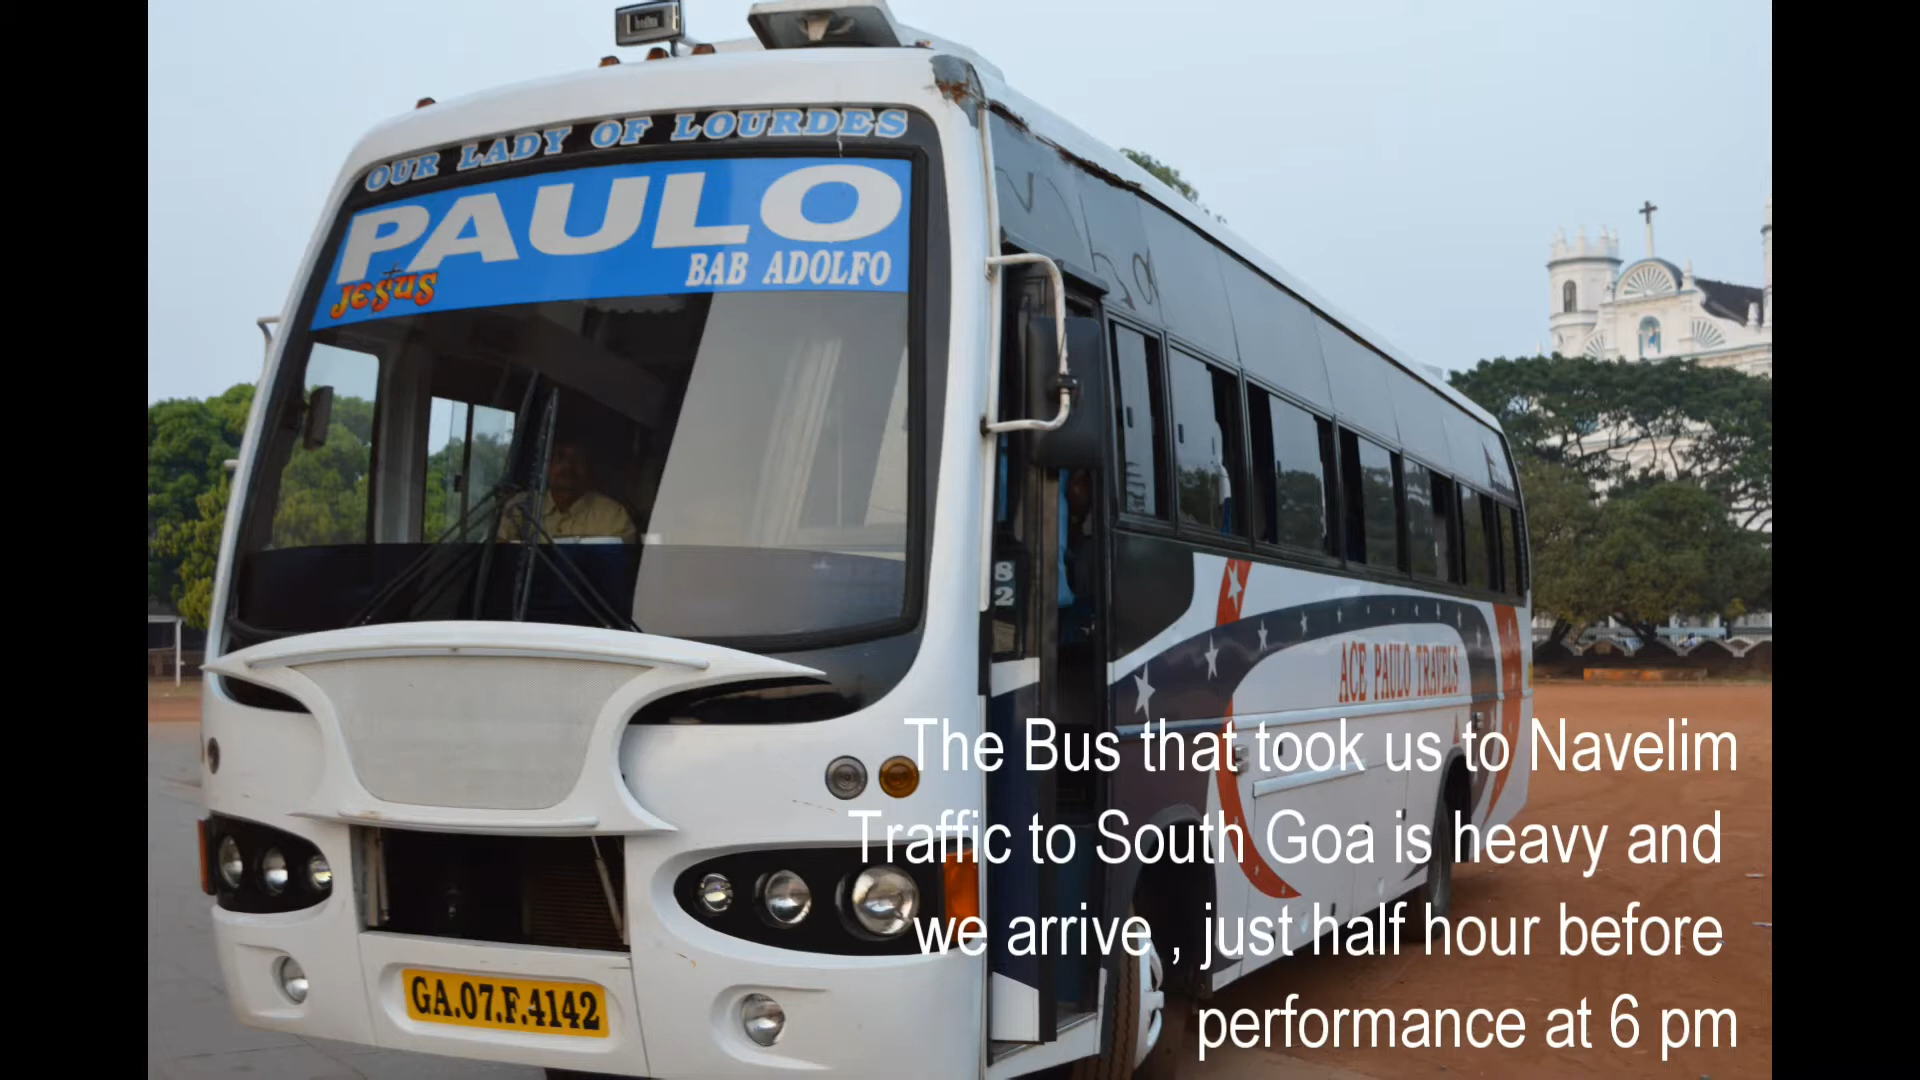 OUR LADY OF LOURDES
PAULO
JESUS
BAB ADOLFO
82
ACE PAULO TRAVELS
The Bus that took us to Navelim
Traffic to South Goa is heavy and
we arrive , just half hour before
performance at 6 pm
GA.07.F.4142